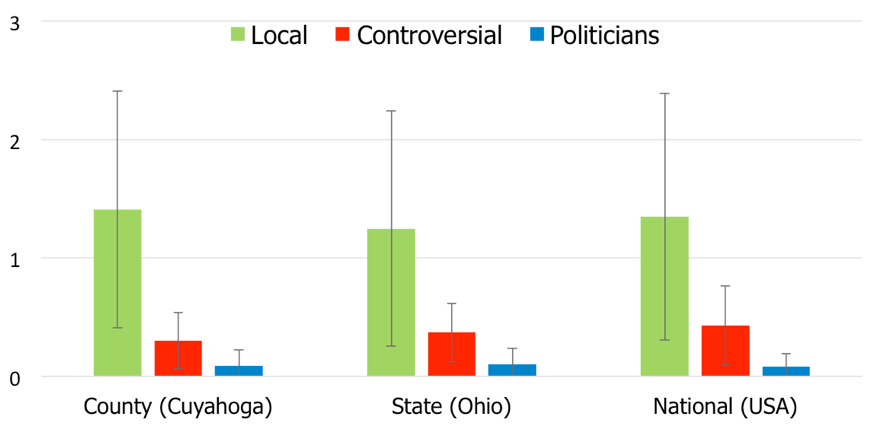 3
Local Controversial Politicians
2
1
0
County (Cuyahoga) State (Ohio) National (USA)